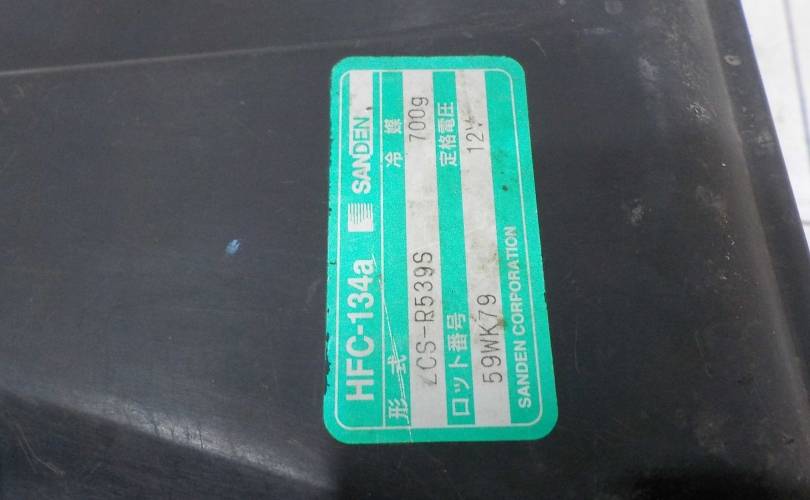 HFC-134a SANDEN
形式 冷媒
ZCS-R539S 700g
ロット番号 定格電圧
59WK79 12V
SANDEN CORPORATION